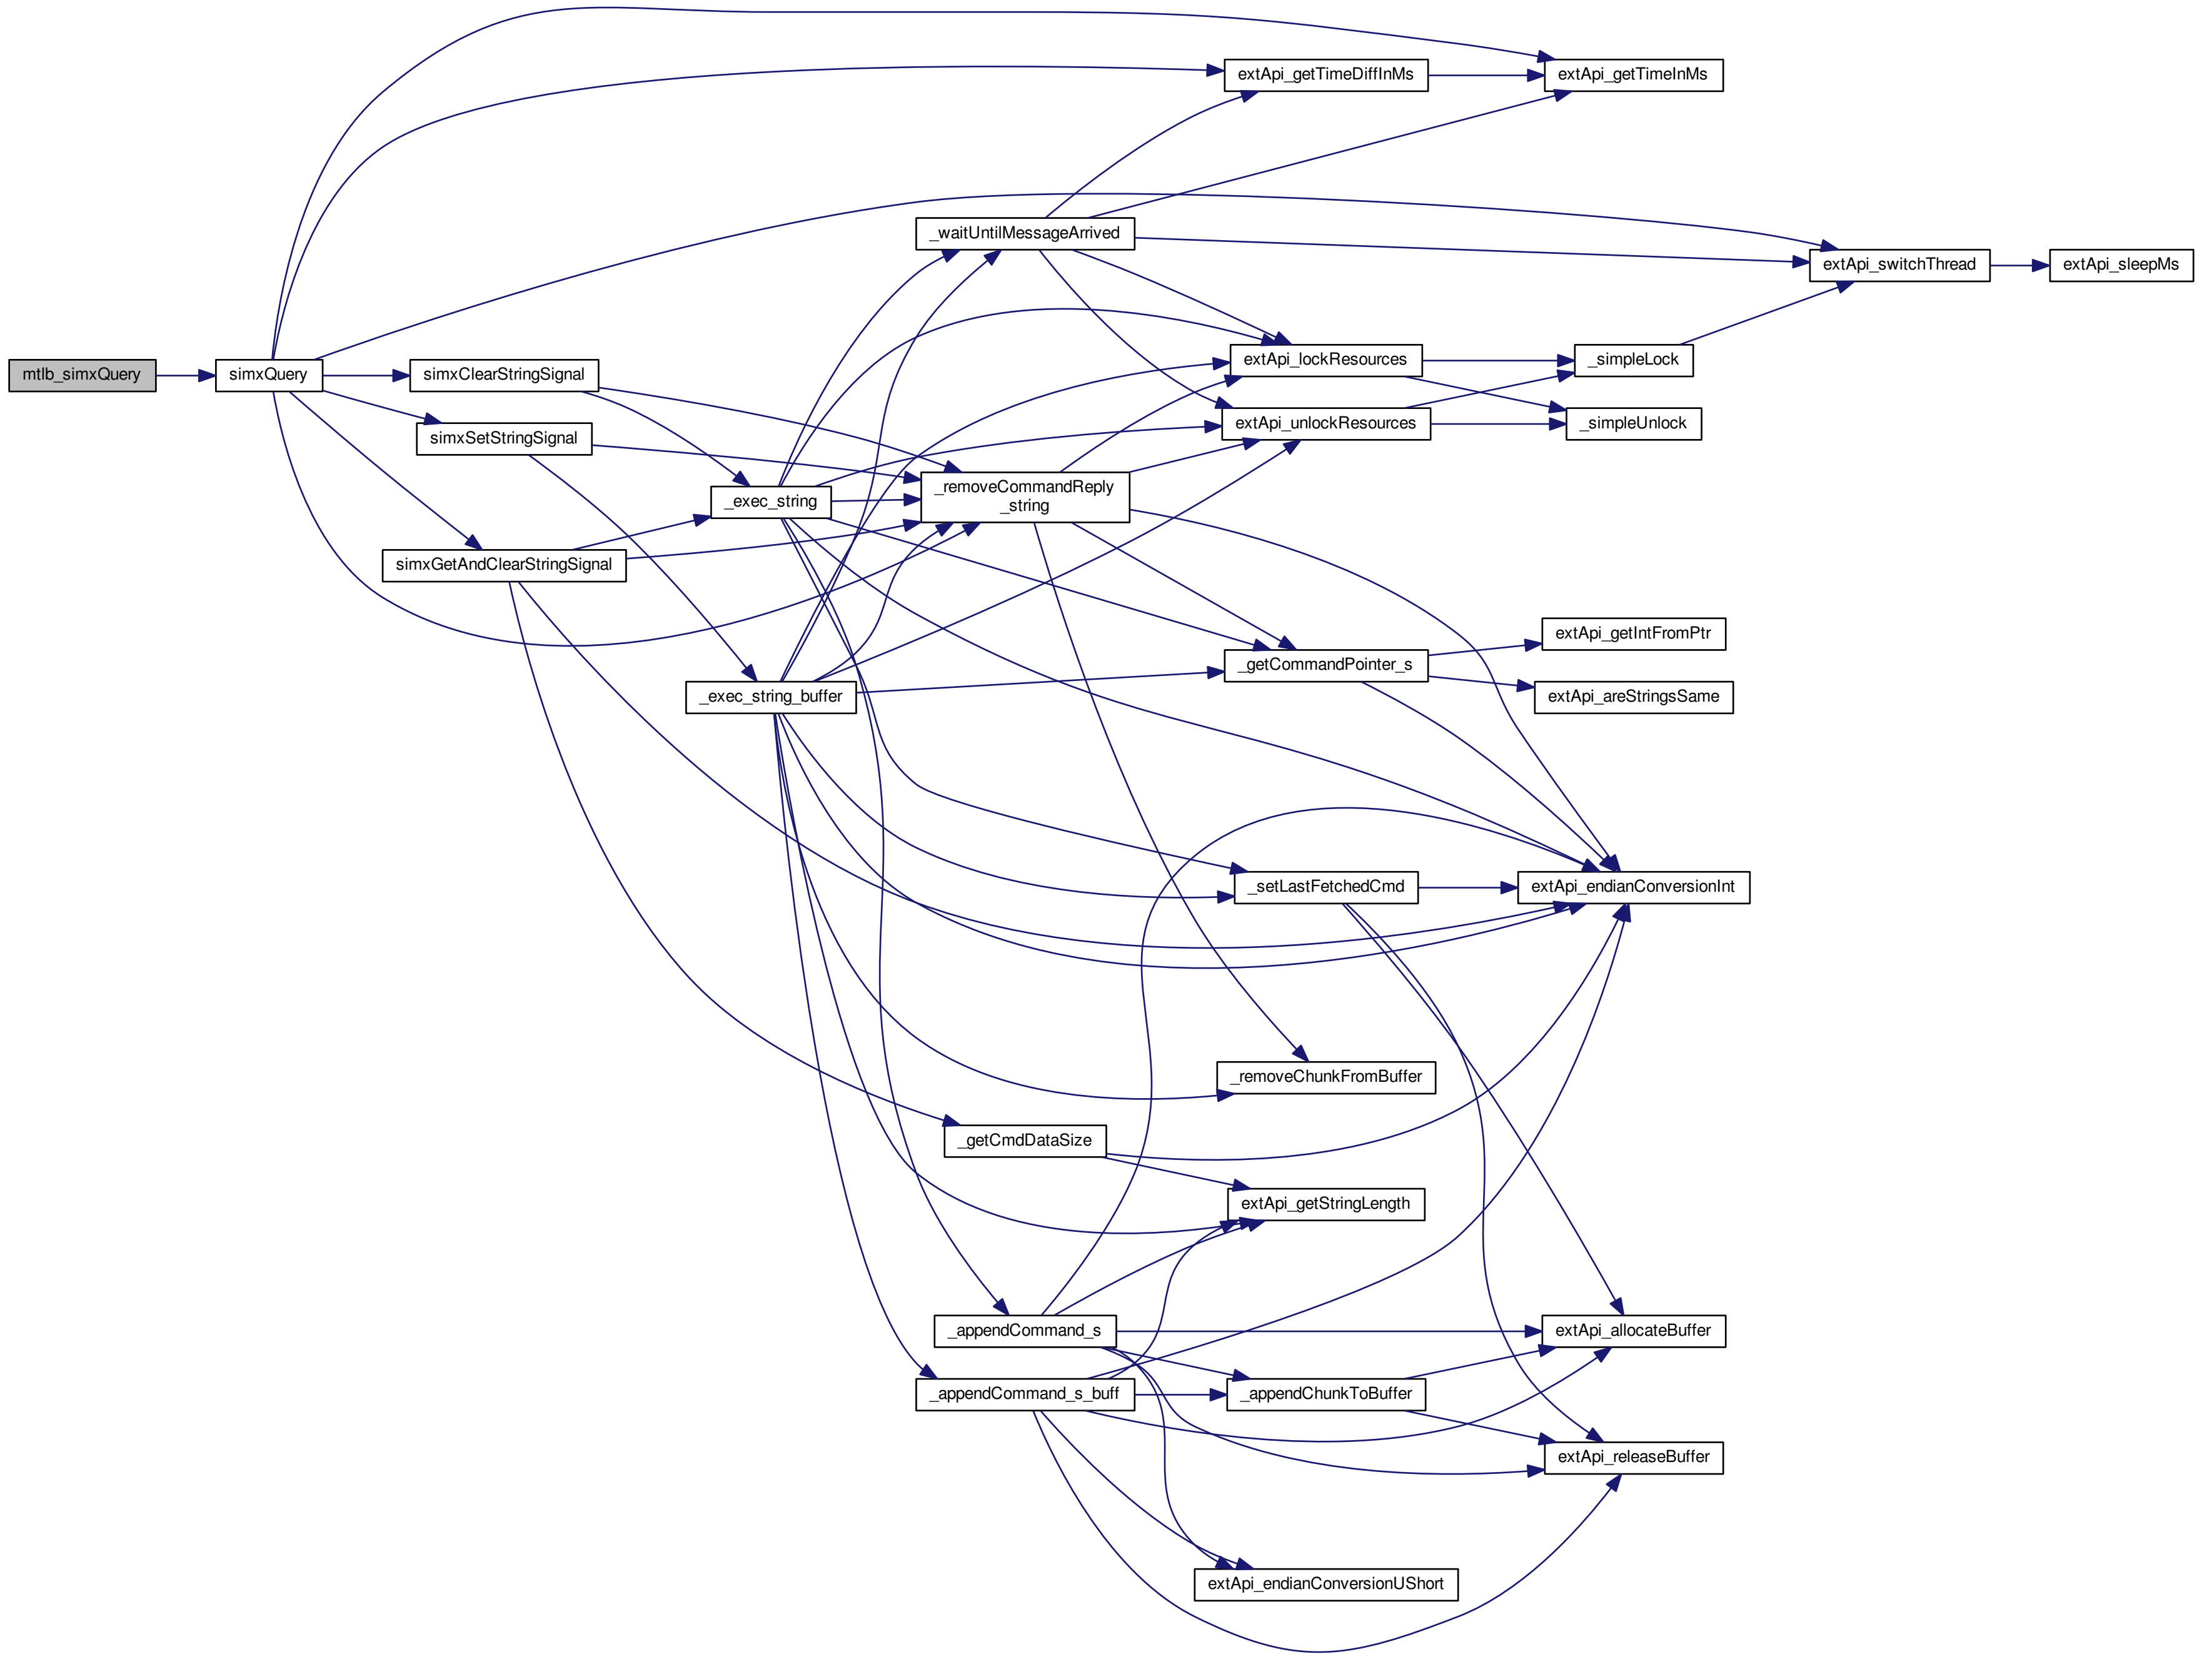 extApi_getTimeDiffInMs
extApi_getTimeInMs
_waitUntilMessageArrived
extApi_switchThread
extApi_sleepMs
mtlb_simxQuery
simxQuery
simxClearStringSignal
extApi_lockResources
_simpleLock
simxSetStringSignal
extApi_unlockResources
_simpleUnlock
_exec_string
_removeCommandReply
_string
simxGetAndClearStringSignal
extApi_getIntFromPtr
_getCommandPointer_s
_exec_string_buffer
extApi_areStringsSame
_setLastFetchedCmd
extApi_endianConversionInt
_removeChunkFromBuffer
_getCmdDataSize
extApi_getStringLength
_appendCommand_s
extApi_allocateBuffer
_appendCommand_s_buff
_appendChunkToBuffer
extApi_releaseBuffer
extApi_endianConversionUShort